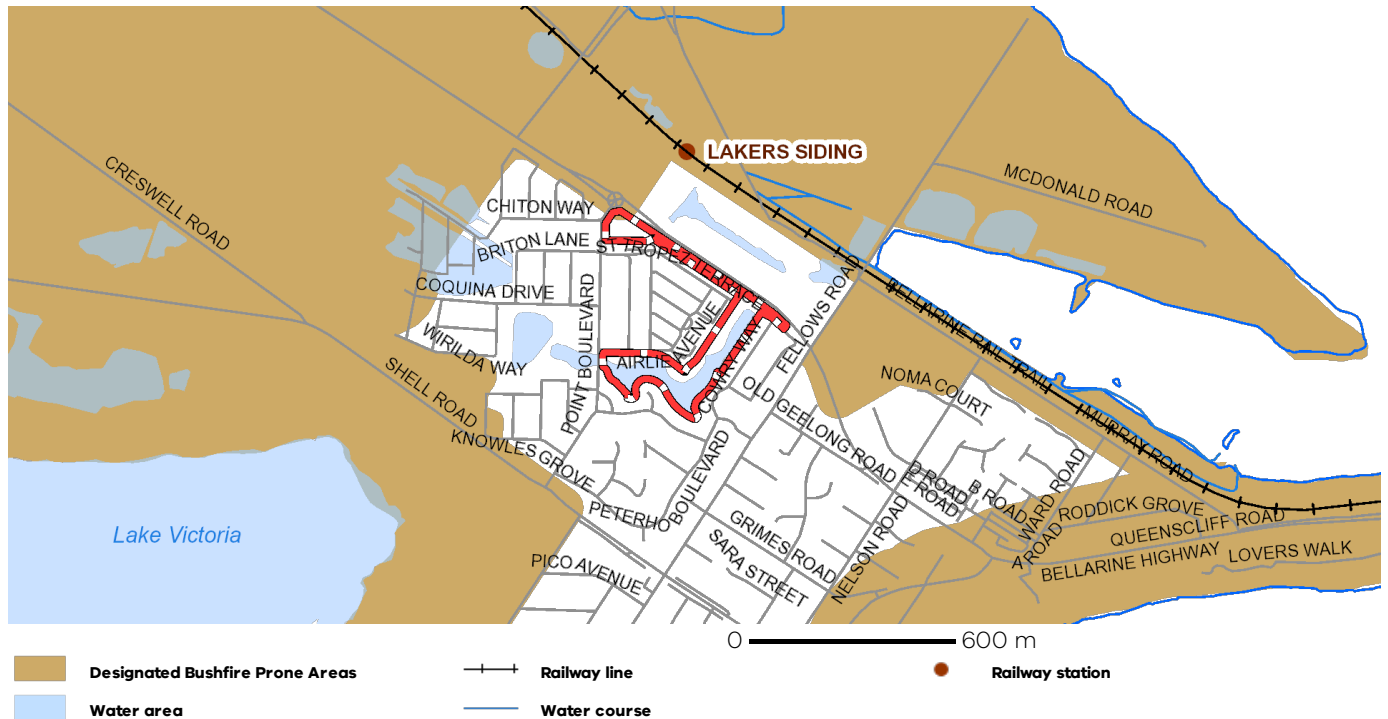 LAKERS SIDING
MCDONALD ROAD
CRESWELL ROAD
CHITON WAY
BRITON LANE
ST TROPEZ TERRACE
COQUINA DRIVE
FELLOWS ROAD
BELLARINE RAIL TRAIL
POINT BOULEVARD
WIRILDA WAY
AIRLIE AVENUE
COWRY WAY
SHELL ROAD
OLD GEELONG ROAD
NOMA COURT
MURRAY ROAD
KNOWLES GROVE
BOULEVARD
D ROAD
F ROAD
B ROAD
WARD ROAD
RODDICK GROVE
PETERHO
GRIMES ROAD
NELSON ROAD
QUEENSCLIFF ROAD
Lake Victoria
SARA STREET
A ROAD
BELLARINE HIGHWAY
LOVERS WALK
PICO AVENUE
0 600 m
Designated Bushfire Prone Areas
Railway line
Railway station
Water area
Water course